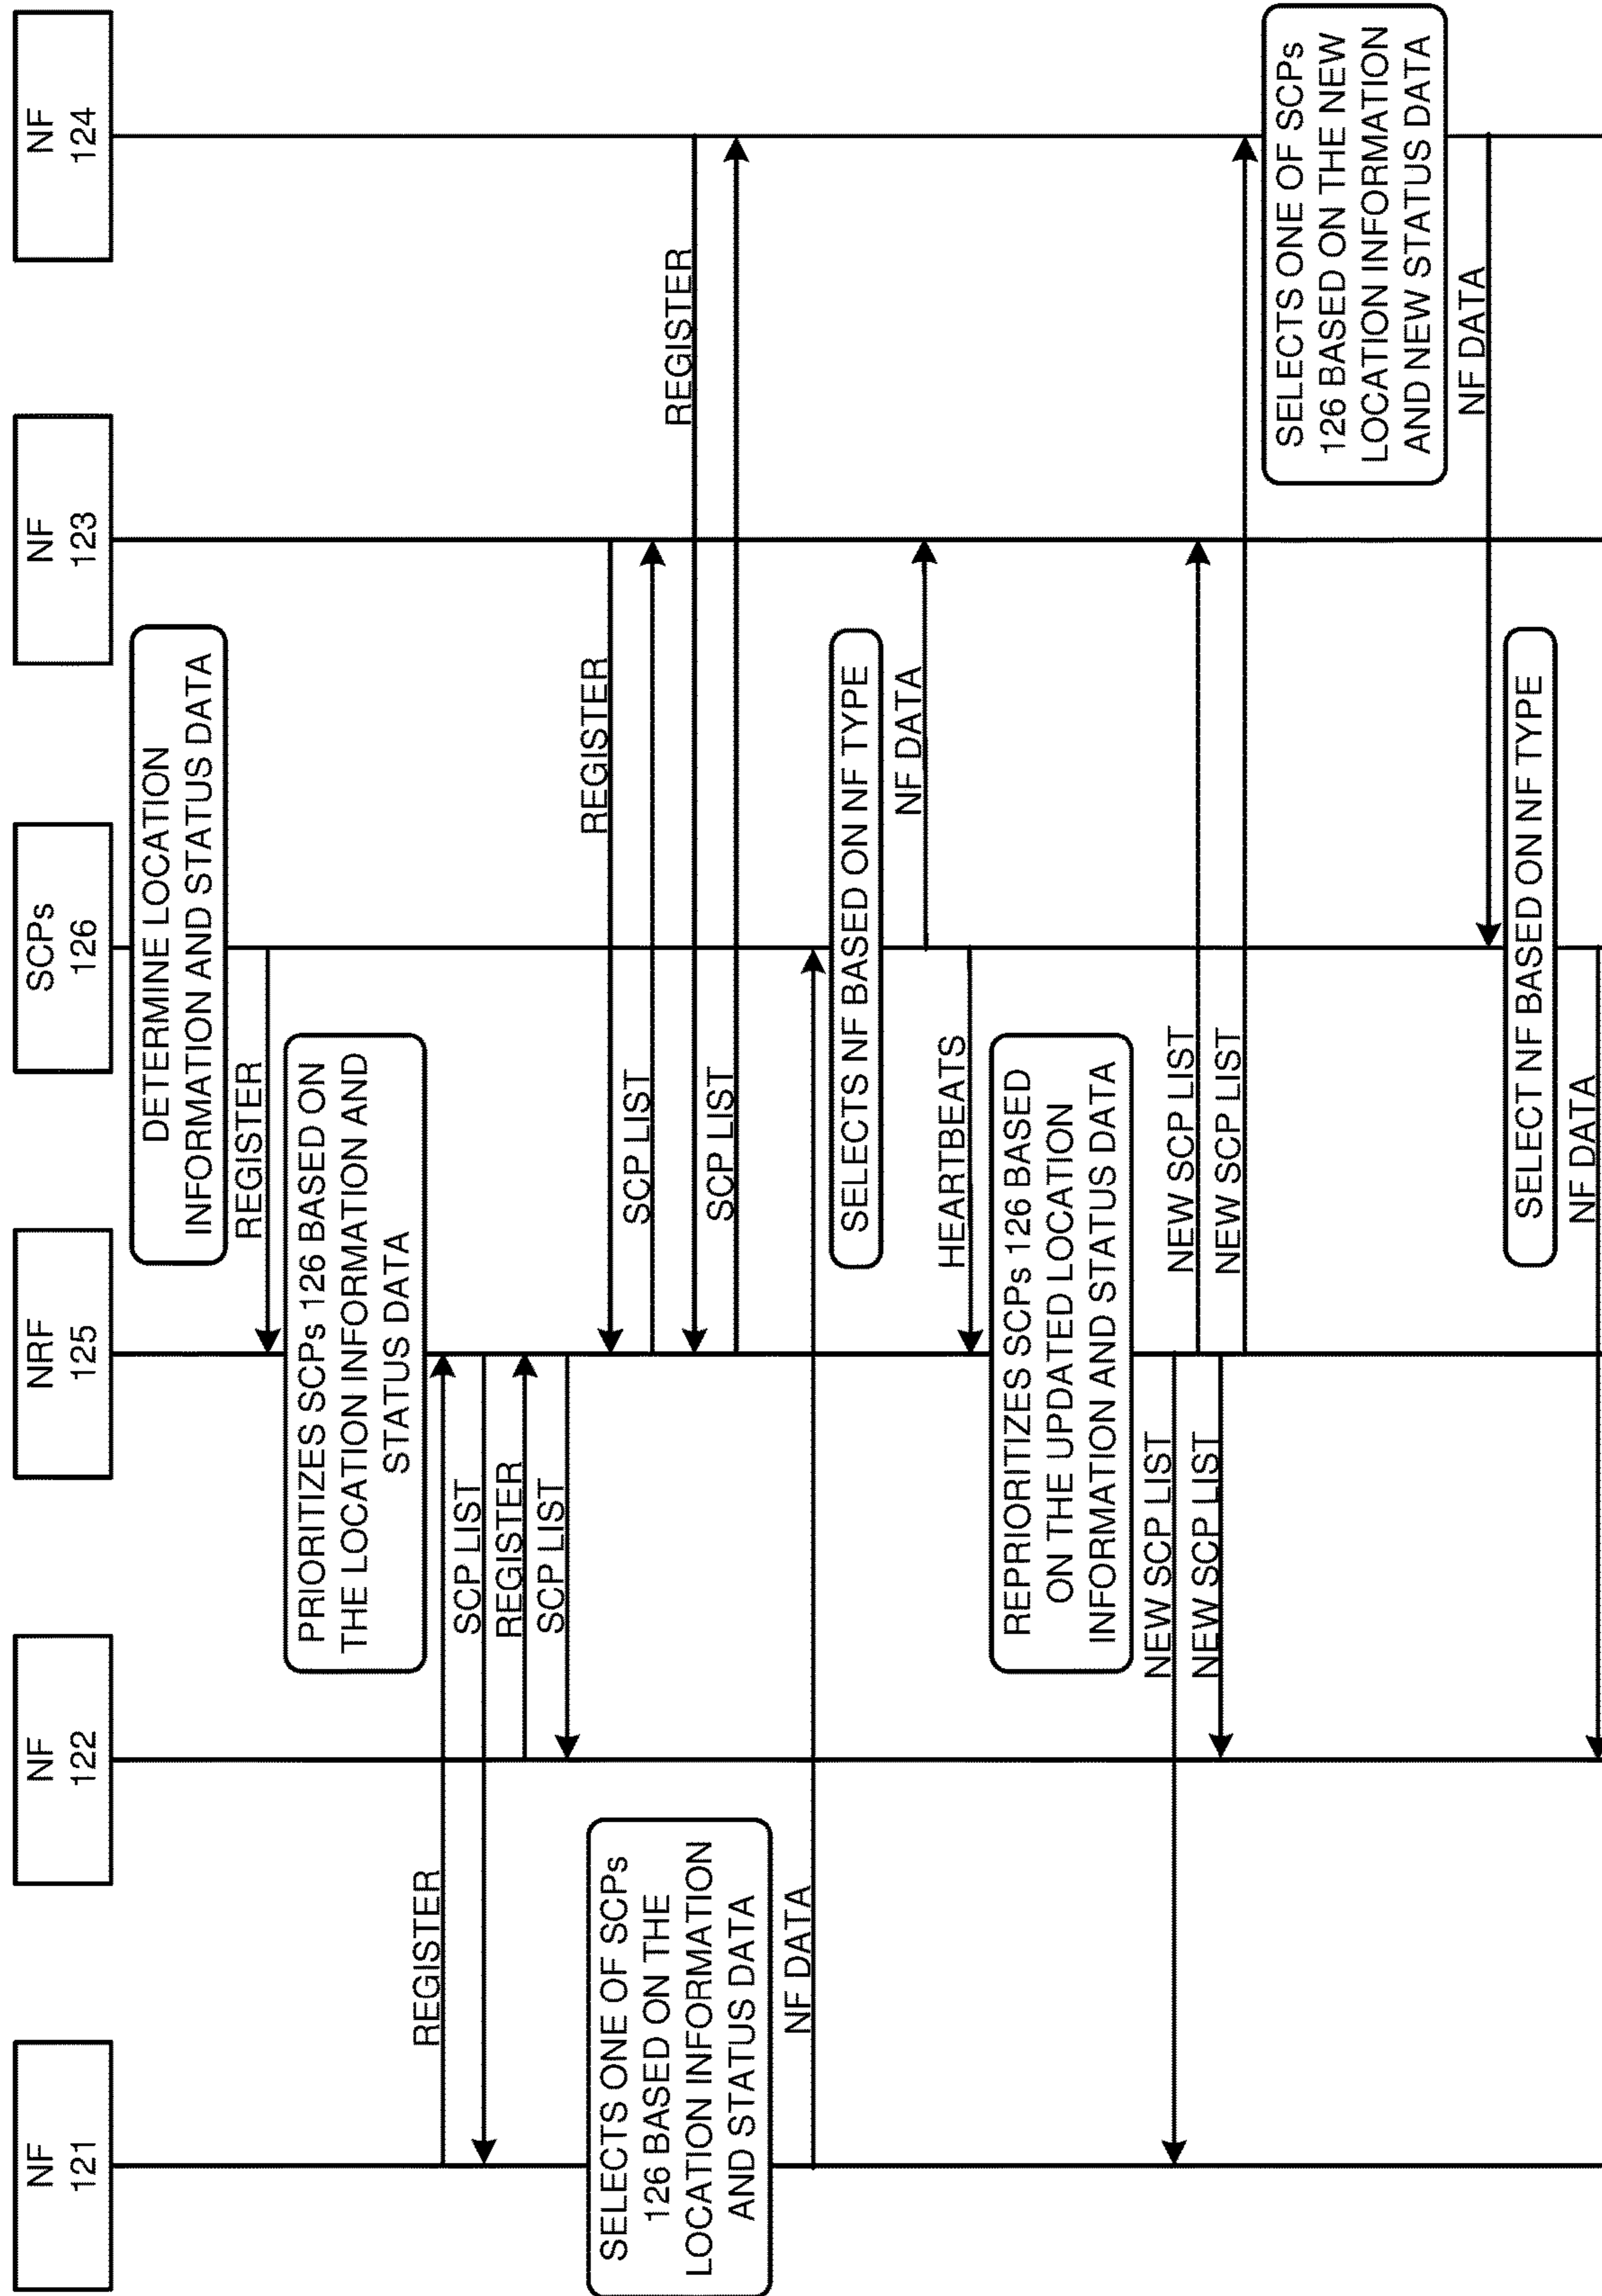 NF
121
NF
122
NRF
125
SCPs
126
NF
123
NF
124
DETERMINE LOCATION
INFORMATION AND STATUS DATA
REGISTER
PRIORITIZES SCPs 126 BASED ON
THE LOCATION INFORMATION AND
STATUS DATA
REGISTER
SCP LIST
REGISTER
SCP LIST
SELECTS ONE OF SCPs
126 BASED ON THE
LOCATION INFORMATION
AND STATUS DATA
REGISTER
SCP LIST
REGISTER
SCP LIST
NF DATA
SELECTS NF BASED ON NF TYPE
NF DATA
HEARTBEATS
REPRIORITIZES SCPs 126 BASED
ON THE UPDATED LOCATION
INFORMATION AND STATUS DATA
NEW SCP LIST
NEW SCP LIST
NEW SCP LIST
NEW SCP LIST
SELECTS ONE OF SCPs
126 BASED ON THE NEW
LOCATION INFORMATION
AND NEW STATUS DATA
NF DATA
SELECT NF BASED ON NF TYPE
NF DATA